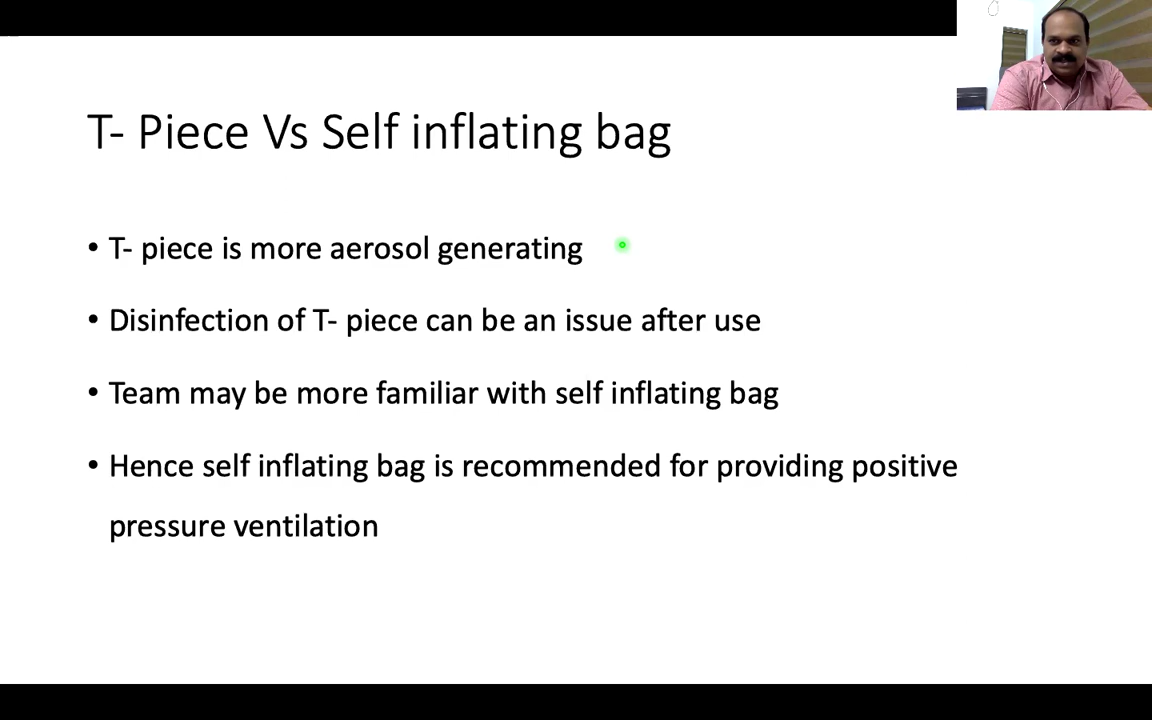 T- Piece Vs Self inflating bag
• T- piece is more aerosol generating
• Disinfection of T- piece can be an issue after use
• Team may be more familiar with self inflating bag
• Hence self inflating bag is recommended for providing positive
pressure ventilation